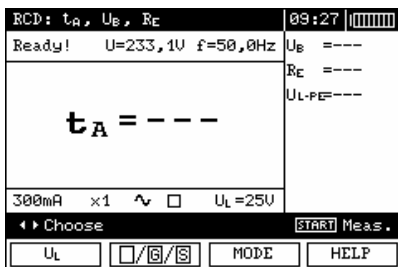 RCD: tA, UB, RE 09:27
Ready! U=233,1V f=50,0Hz
UB =---
RE =---
UL-PE=---
tA=---
300mA x1 ∿ □ UL=25V
◂▸Choose START Meas.
UL □/G/S MODE HELP